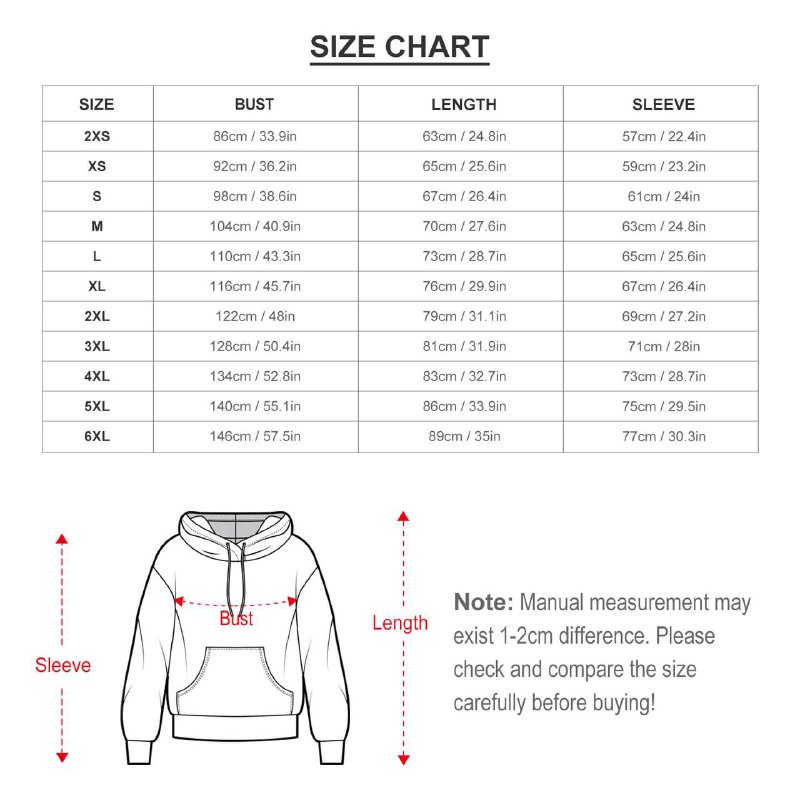 SIZE CHART
SIZE BUST LENGTH SLEEVE
2XS 86cm / 33.9in 63cm / 24.8in 57cm / 22.4in
XS 92cm / 36.2in 65cm / 25.6in 59cm / 23.2in
S 98cm / 38.6in 67cm / 26.4in 61cm / 24in
M 104cm / 40.9in 70cm / 27.6in 63cm / 24.8in
L 110cm / 43.3in 73cm / 28.7in 65cm / 25.6in
XL 116cm / 45.7in 76cm / 29.9in 67cm / 26.4in
2XL 122cm / 48in 79cm / 31.1in 69cm / 27.2in
3XL 128cm / 50.4in 81cm / 31.9in 71cm / 28in
4XL 134cm / 52.8in 83cm / 32.7in 73cm / 28.7in
5XL 140cm / 55.1in 86cm / 33.9in 75cm / 29.5in
6XL 146cm / 57.5in 89cm / 35in 77cm / 30.3in
Sleeve
Bust
Length
Note: Manual measurement may
exist 1-2cm difference. Please
check and compare the size
carefully before buying!